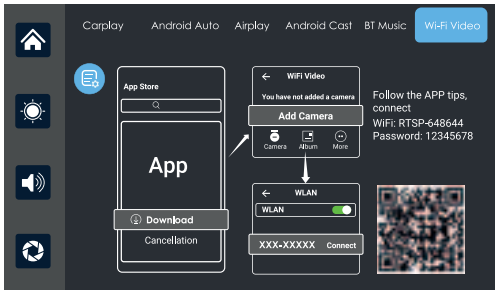 Carplay Android Auto Airplay Android Cast BT Music Wi-Fi Video
App Store
App
Download
Cancellation
WiFi Video
You have not added a camera
Add Camera
Camera Album More
WLAN
WLAN
XXX-XXXXX Connect
Follow the APP tips,
connect
WiFi: RTSP-648644
Password: 12345678